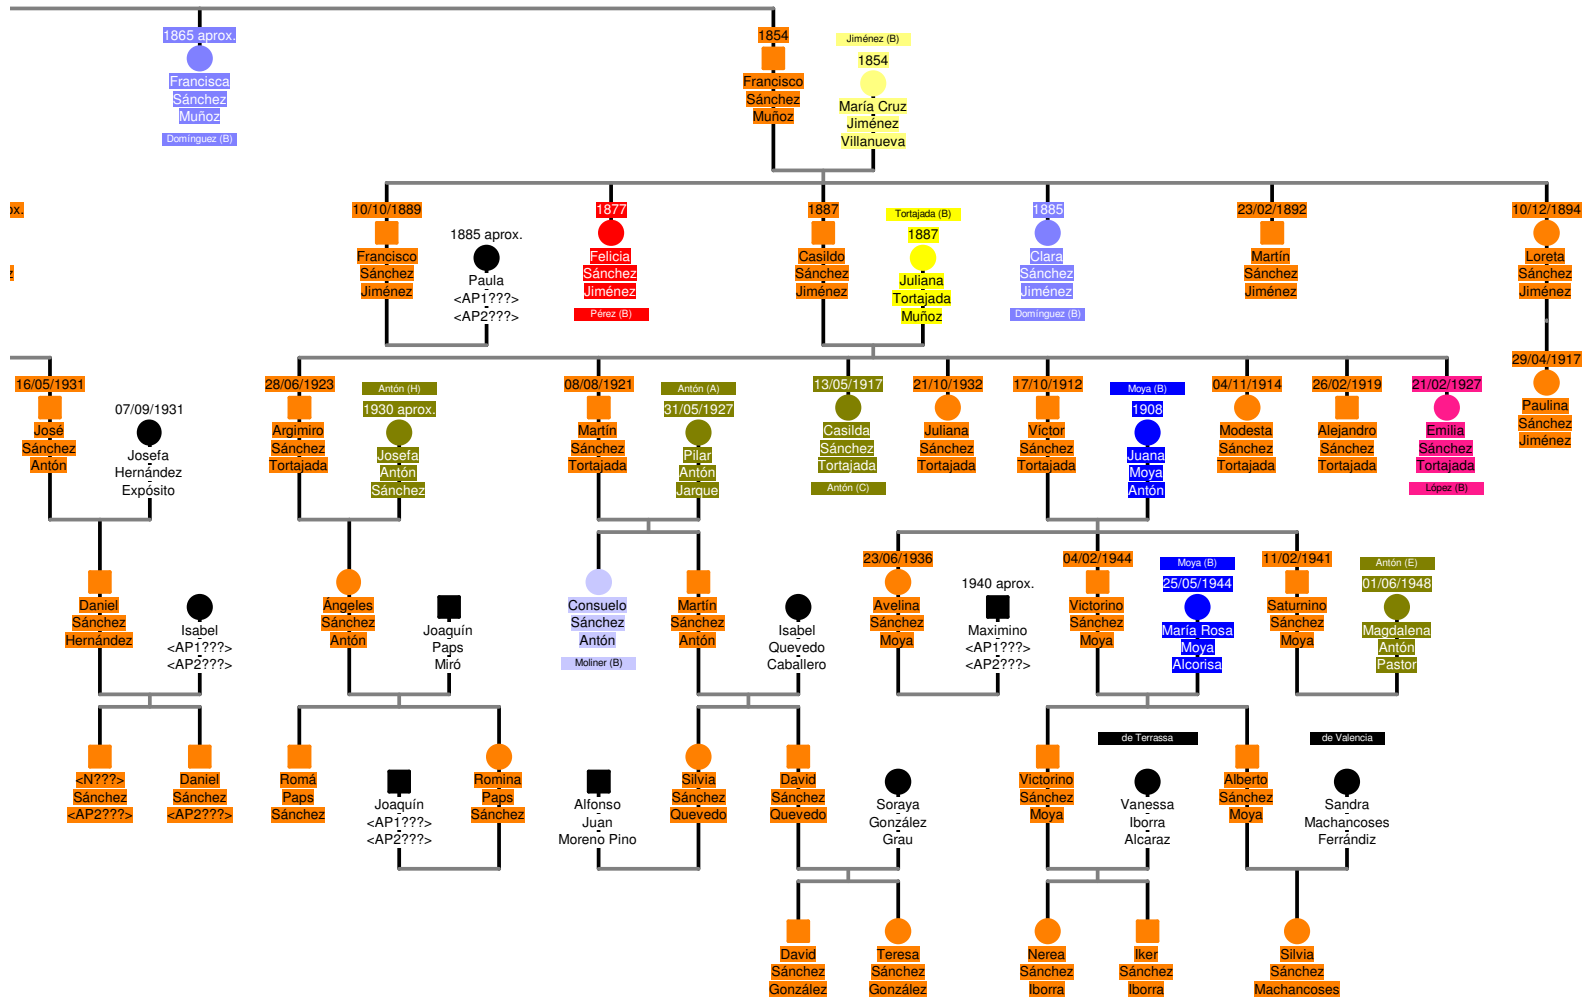 1865 aprox.
Francisca
Sánchez
Muñoz
Domínguez (B)
1854
Francisco
Sánchez
Muñoz
Jiménez (B)
1854
María Cruz
Jiménez
Villanueva
ox.
z
10/10/1889
Francisco
Sánchez
Jiménez
1885 aprox.
Paula
<AP1???>
<AP2???>
1877
Felicia
Sánchez
Jiménez
Pérez (B)
1887
Casildo
Sánchez
Jiménez
Tortajada (B)
1887
Juliana
Tortajada
Muñoz
1885
Clara
Sánchez
Jiménez
Domínguez (B)
23/02/1892
Martín
Sánchez
Jiménez
10/12/1894
Loreta
Sánchez
Jiménez
16/05/1931
José
Sánchez
Antón
07/09/1931
Josefa
Hernández
Expósito
28/06/1923
Argimiro
Sánchez
Tortajada
Antón (H)
1930 aprox.
Josefa
Antón
Sánchez
08/08/1921
Martín
Sánchez
Tortajada
Antón (A)
31/05/1927
Pilar
Antón
Jarque
13/05/1917
Casilda
Sánchez
Tortajada
Antón (C)
21/10/1932
Juliana
Sánchez
Tortajada
17/10/1912
Víctor
Sánchez
Tortajada
Moya (B)
1908
Juana
Moya
Antón
04/11/1914
Modesta
Sánchez
Tortajada
26/02/1919
Alejandro
Sánchez
Tortajada
21/02/1927
Emilia
Sánchez
Tortajada
López (B)
29/04/1917
Paulina
Sánchez
Jiménez
Daniel
Sánchez
Hernández
Isabel
<AP1???>
<AP2???>
Ángeles
Sánchez
Antón
Joaquín
Paps
Miró
Consuelo
Sánchez
Antón
Moliner (B)
Martín
Sánchez
Antón
Isabel
Quevedo
Caballero
23/06/1936
Avelina
Sánchez
Moya
1940 aprox.
Maximino
<AP1???>
<AP2???>
04/02/1944
Victorino
Sánchez
Moya
Moya (B)
25/05/1944
María Rosa
Moya
Alcorisa
11/02/1941
Saturnino
Sánchez
Moya
Antón (E)
01/06/1948
Magdalena
Antón
Pastor
<N???>
Sánchez
<AP2???>
Daniel
Sánchez
<AP2???>
Romá
Paps
Sánchez
Joaquín
<AP1???>
<AP2???>
Romina
Paps
Sánchez
Alfonso
Juan
Moreno Pino
Silvia
Sánchez
Quevedo
David
Sánchez
Quevedo
Soraya
González
Grau
Victorino
Sánchez
Moya
de Terrassa
Vanessa
Iborra
Alcaraz
Alberto
Sánchez
Moya
de Valencia
Sandra
Machancoses
Ferrándiz
David
Sánchez
González
Teresa
Sánchez
González
Nerea
Sánchez
Iborra
Iker
Sánchez
Iborra
Silvia
Sánchez
Machancoses